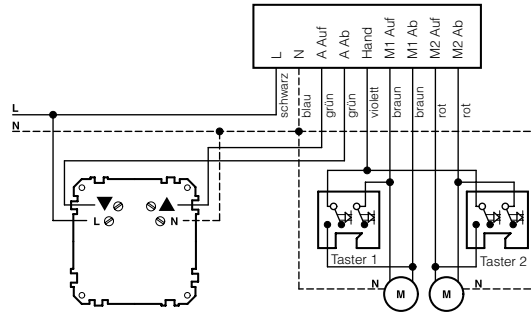 L
N
A Auf
A Ab
Hand
M1 Auf
M1 Ab
M2 Auf
M2 Ab
schwarz
blau
grün
grün
violett
braun
braun
rot
rot
L
N
L
N
Taster 1
Taster 2
N
M
M
N